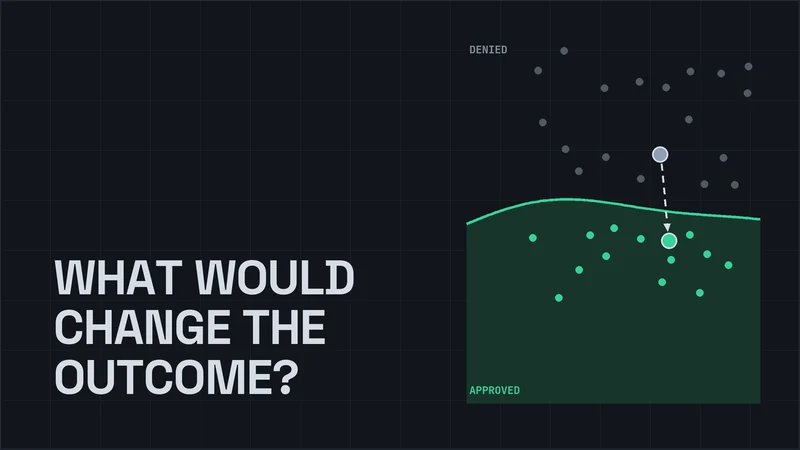 DENIED
WHAT WOULD
CHANGE THE
OUTCOME?
APPROVED